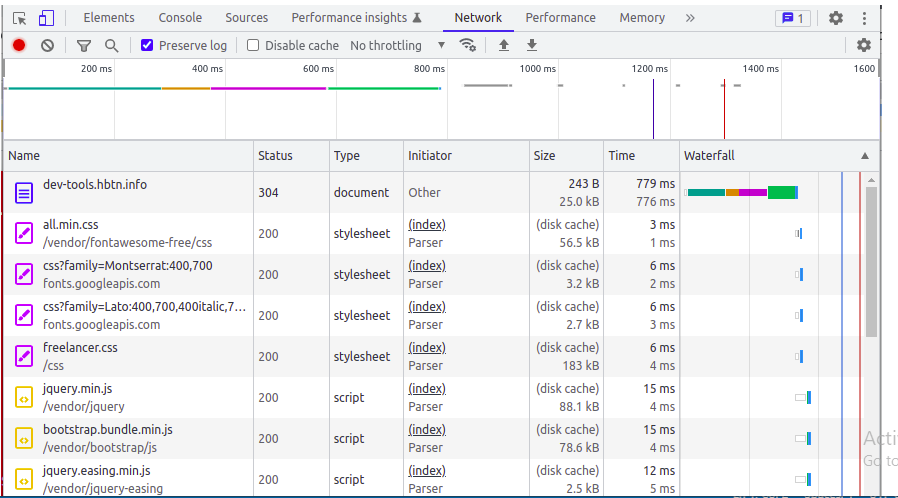 Elements Console Sources Performance insights Network Performance Memory » 1
Preserve log Disable cache No throttling
200 ms 400 ms 600 ms 800 ms 1000 ms 1200 ms 1400 ms 1600
Name Status Type Initiator Size Time Waterfall
dev-tools.hbtn.info 304 document Other 243 B 779 ms
25.0 kB 776 ms
all.min.css 200 stylesheet (index) (disk cache) 3 ms
/vendor/fontawesome-free/css Parser 56.5 kB 1 ms
css?family=Montserrat:400,700 200 stylesheet (index) (disk cache) 6 ms
fonts.googleapis.com Parser 3.2 kB 2 ms
css?family=Lato:400,700,400italic,7... 200 stylesheet (index) (disk cache) 6 ms
fonts.googleapis.com Parser 2.7 kB 3 ms
freelancer.css 200 stylesheet (index) (disk cache) 6 ms
/css Parser 183 kB 4 ms
jquery.min.js 200 script (index) (disk cache) 15 ms
/vendor/jquery Parser 88.1 kB 4 ms
bootstrap.bundle.min.js 200 script (index) (disk cache) 15 ms
/vendor/bootstrap/js Parser 78.6 kB 4 ms
jquery.easing.min.js 200 script (index) (disk cache) 12 ms
/vendor/jquery-easing Parser 2.5 kB 5 ms
Acti
Go to